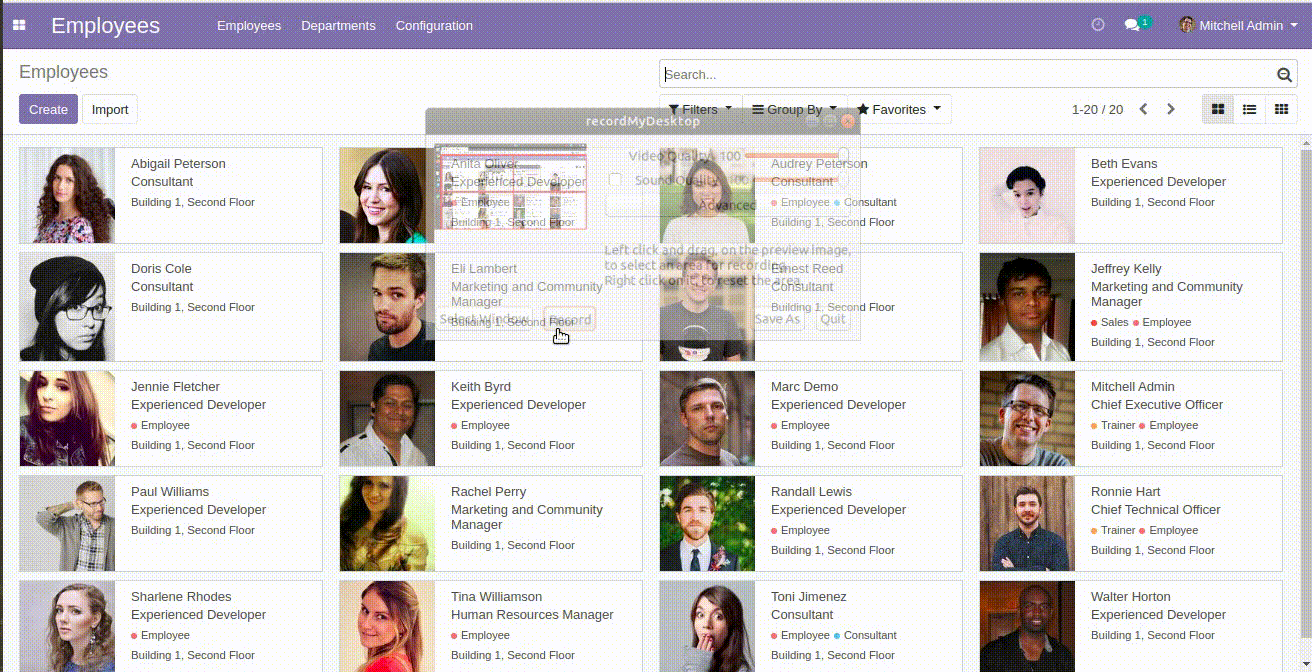 Employees Employees Departments Configuration 1 Mitchell Admin
Employees
Search...
Create Import
Filters Group By Favorites 1-20 / 20
recordMyDesktop
Video Quality 100
Sound Quality 100
Advanced
Left click and drag, on the preview image,
to select an area for recording.
Right click on it, to reset the area.
Select Window Record Save As Quit
Abigail Peterson
Consultant
Building 1, Second Floor
Anita Oliver
Experienced Developer
Employee
Building 1, Second Floor
Audrey Peterson
Consultant
Employee Consultant
Building 1, Second Floor
Beth Evans
Experienced Developer
Building 1, Second Floor
Doris Cole
Consultant
Building 1, Second Floor
Eli Lambert
Marketing and Community
Manager
Building 1, Second Floor
Ernest Reed
Consultant
Building 1, Second Floor
Jeffrey Kelly
Marketing and Community
Manager
Sales Employee
Building 1, Second Floor
Jennie Fletcher
Experienced Developer
Employee
Building 1, Second Floor
Keith Byrd
Experienced Developer
Employee
Building 1, Second Floor
Marc Demo
Experienced Developer
Employee
Building 1, Second Floor
Mitchell Admin
Chief Executive Officer
Trainer Employee
Building 1, Second Floor
Paul Williams
Experienced Developer
Building 1, Second Floor
Rachel Perry
Marketing and Community
Manager
Building 1, Second Floor
Randall Lewis
Experienced Developer
Employee
Building 1, Second Floor
Ronnie Hart
Chief Technical Officer
Trainer Employee
Building 1, Second Floor
Sharlene Rhodes
Experienced Developer
Employee
Building 1, Second Floor
Tina Williamson
Human Resources Manager
Employee
Building 1, Second Floor
Toni Jimenez
Consultant
Employee Consultant
Building 1, Second Floor
Walter Horton
Experienced Developer
Employee
Building 1, Second Floor